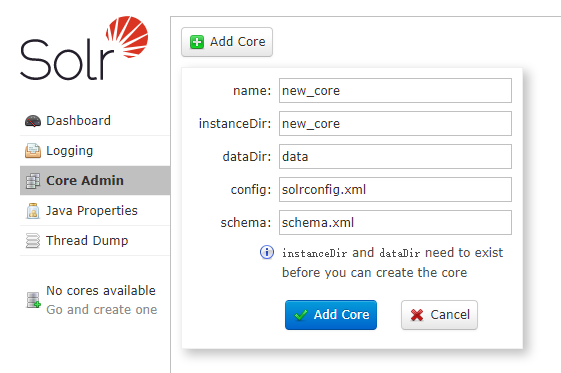 Solr
Dashboard
Logging
Core Admin
Java Properties
Thread Dump
No cores available
Go and create one
Add Core
name: new_core
instanceDir: new_core
dataDir: data
config: solrconfig.xml
schema: schema.xml
instanceDir and dataDir need to exist
before you can create the core
Add Core
Cancel